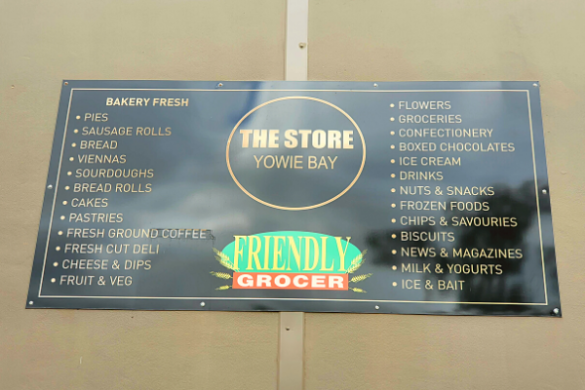 BAKERY FRESH
• PIES
• SAUSAGE ROLLS
• BREAD
• VIENNAS
• SOURDOUGHS
• BREAD ROLLS
• CAKES
• PASTRIES
• FRESH GROUND COFFEE
• FRESH CUT DELI
• CHEESE & DIPS
• FRUIT & VEG
THE STORE
YOWIE BAY
FRIENDLY
GROCER
• FLOWERS
• GROCERIES
• CONFECTIONERY
• BOXED CHOCOLATES
• ICE CREAM
• DRINKS
• NUTS & SNACKS
• FROZEN FOODS
• CHIPS & SAVOURIES
• BISCUITS
• NEWS & MAGAZINES
• MILK & YOGURTS
• ICE & BAIT